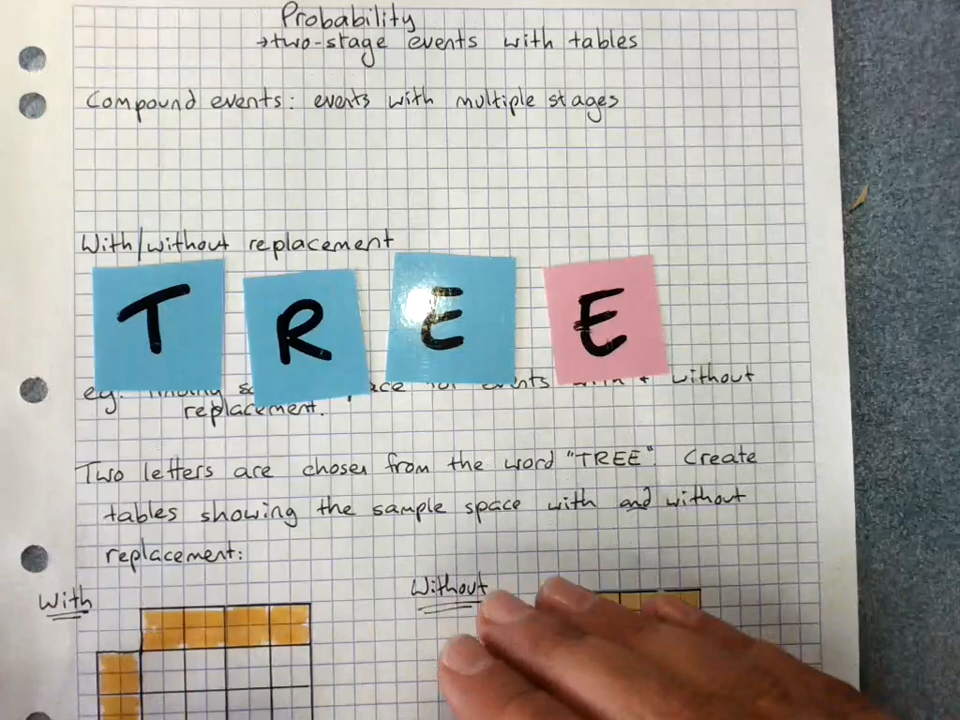 Probability
→two-stage events with tables
Compound events: events with multiple stages
With/without replacement
T R E E
eg. finding with + without
replacement.
Two letters are chosen from the word "TREE". Create
tables showing the sample space with and without
replacement:
With Without